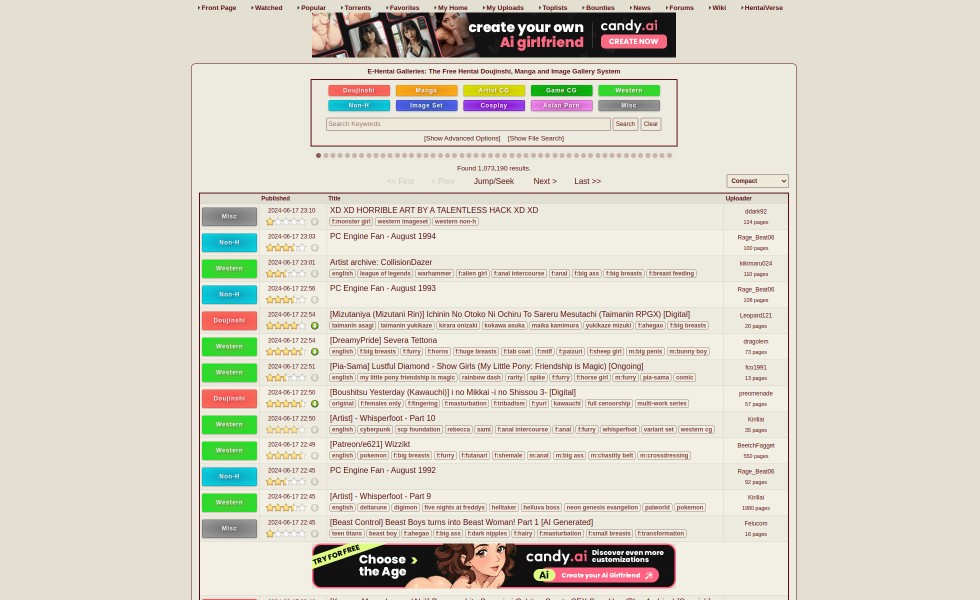 Front Page Watched Popular Torrents Favorites My Home My Uploads Toplists Bounties News Forums Wiki HentaiVerse
create your own
Ai girlfriend
candy.ai
CREATE NOW
E-Hentai Galleries: The Free Hentai Doujinshi, Manga and Image Gallery System
Doujinshi Manga Artist CG Game CG Western
Non-H Image Set Cosplay Asian Porn Misc
Search Keywords Search Clear
[Show Advanced Options] [Show File Search]
Found 1,073,190 results.
<< First < Prev Jump/Seek Next > Last >> Compact
Published Title Uploader
Misc 2024-06-17 23:10 XD XD HORRIBLE ART BY A TALENTLESS HACK XD XD ddark92
f:monster girl western imageset western non-h 124 pages
Non-H 2024-06-17 23:03 PC Engine Fan - August 1994 Rage_Beat06
100 pages
Western 2024-06-17 23:01 Artist archive: CollisionDazer kikimaru024
english league of legends warhammer f:alien girl f:anal intercourse f:anal f:big ass f:big breasts f:breast feeding 110 pages
Non-H 2024-06-17 22:56 PC Engine Fan - August 1993 Rage_Beat06
108 pages
Doujinshi 2024-06-17 22:54 [Mizutaniya (Mizutani Rin)] Ichinin No Otoko Ni Ochiru To Sareru Mesutachi (Taimanin RPGX) [Digital] Leopard121
taimanin asagi taimanin yukikaze kirara onizaki kokawa asuka maika kamimura yukikaze mizuki f:ahegao f:big breasts 20 pages
Western 2024-06-17 22:54 [DreamyPride] Severa Tettona dragolem
english f:big breasts f:furry f:horns f:huge breasts f:lab coat f:milf f:paizuri f:sheep girl m:big penis m:bunny boy 73 pages
Western 2024-06-17 22:51 [Pia-Sama] Lustful Diamond - Show Girls (My Little Pony: Friendship is Magic) [Ongoing] fco1991
english my little pony friendship is magic rainbow dash rarity spike f:furry f:horse girl m:furry pia-sama comic 13 pages
Doujinshi 2024-06-17 22:50 [Boushitsu Yesterday (Kawauchi)] i no Mikkai -i no Shissou 3- [Digital] preomenade
original f:females only f:fingering f:masturbation f:tribadism f:yuri kawauchi full censorship multi-work series 57 pages
Western 2024-06-17 22:50 [Artist] - Whisperfoot - Part 10 Kirillai
english cyberpunk scp foundation rebecca sami f:anal intercourse f:anal f:furry whisperfoot variant set western cg 35 pages
Western 2024-06-17 22:49 [Patreon/e621] Wizzikt BeetchFagget
english pokemon f:big breasts f:furry f:futanari f:shemale m:anal m:big ass m:chastity belt m:crossdressing 550 pages
Non-H 2024-06-17 22:45 PC Engine Fan - August 1992 Rage_Beat06
92 pages
Western 2024-06-17 22:45 [Artist] - Whisperfoot - Part 9 Kirillai
english deltarune digimon five nights at freddys helltaker helluva boss neon genesis evangelion palworld pokemon 1980 pages
Misc 2024-06-17 22:45 [Beast Control] Beast Boys turns into Beast Woman! Part 1 [AI Generated] Felucom
teen titans beast boy f:ahegao f:big ass f:dark nipples f:hairy f:masturbation f:small breasts f:transformation 16 pages
TRY FOR FREE
Choose
the Age
candy.ai
Discover even more
customizations
Ai Create your Ai Girlfriend